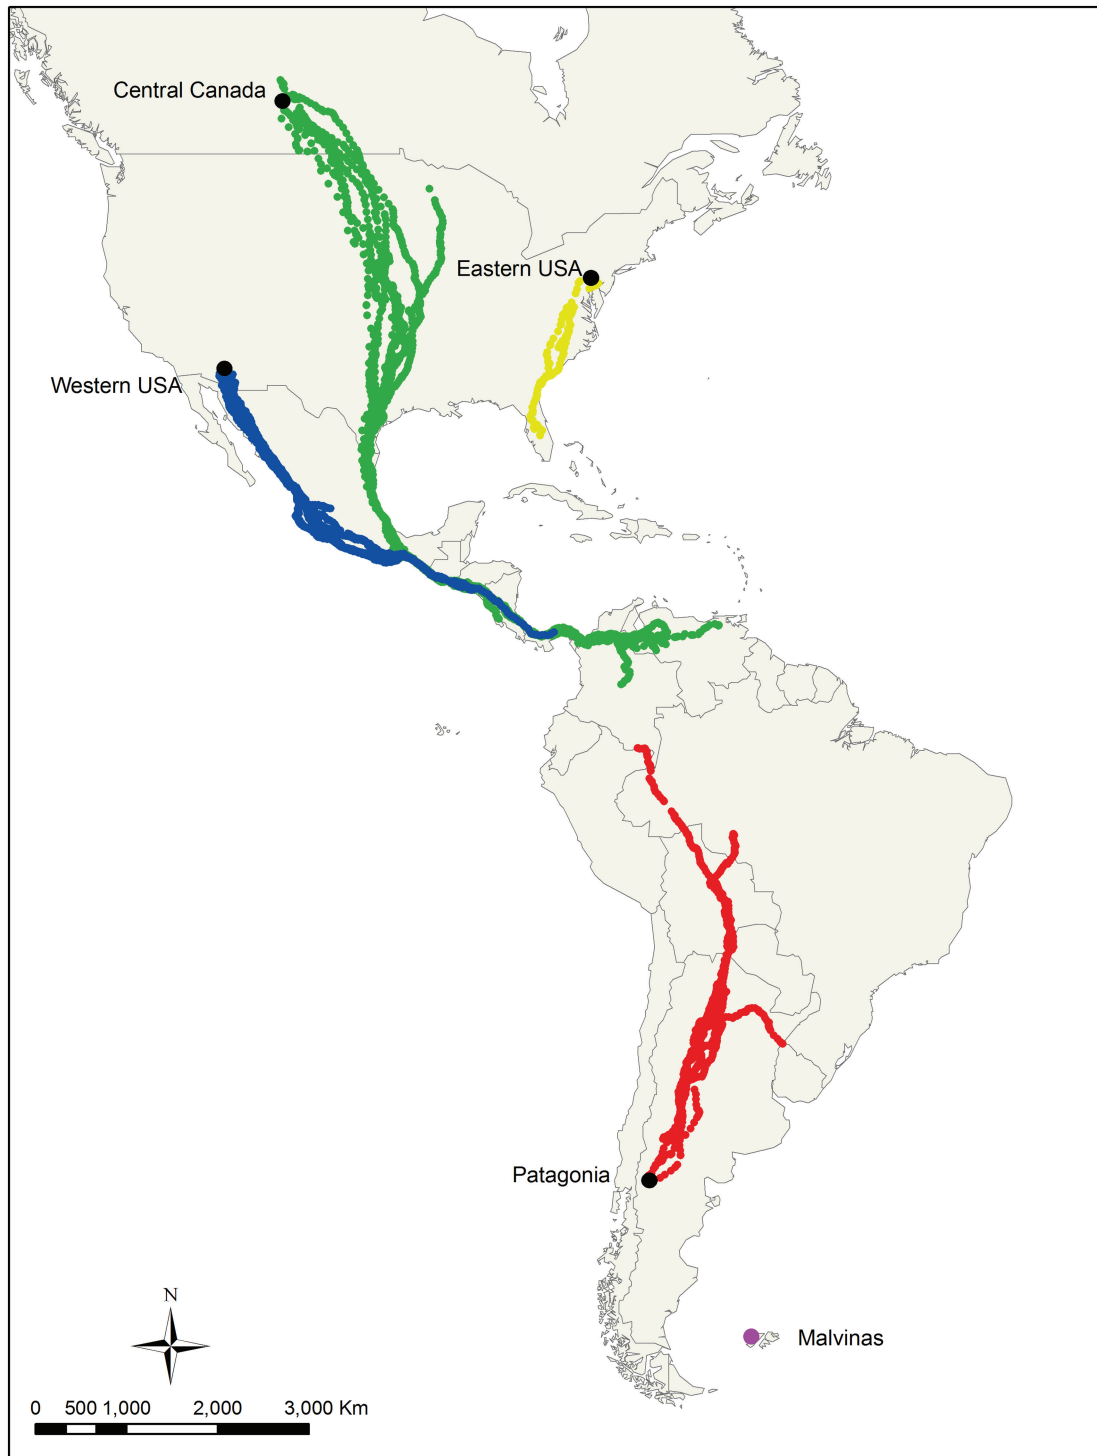 Central Canada
Eastern USA
Western USA
Patagonia
N
Malvinas
0 500 1,000 2,000 3,000 Km